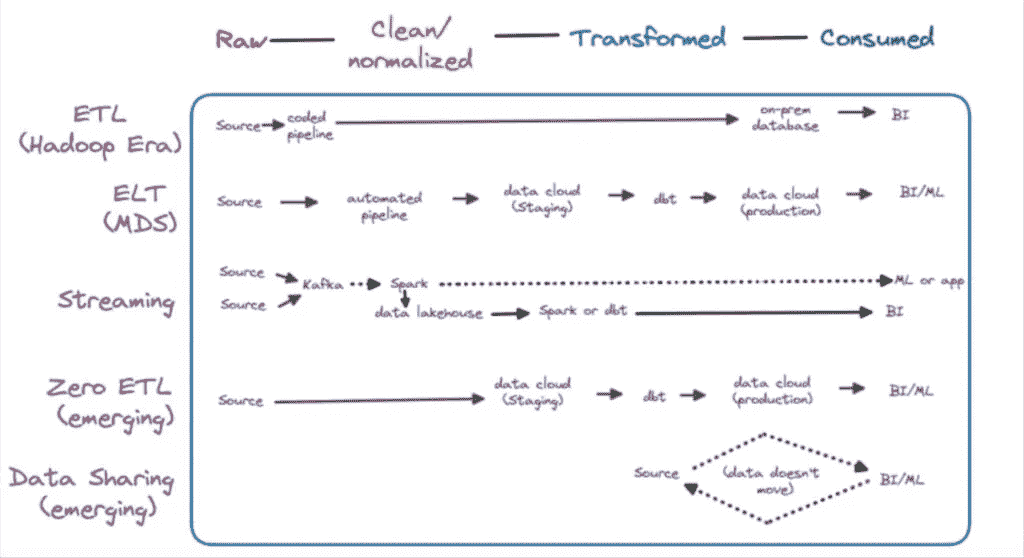 Raw
Clean/
normalized
Transformed
Consumed
ETL
(Hadoop Era)
Source
coded
pipeline
on-prem
database
BI
ELT
(MDS)
Source
automated
pipeline
data cloud
(Staging)
dbt
data cloud
(production)
BI/ML
Streaming
Source
Source
Kafka
Spark
ML or app
data lakehouse
Spark or dbt
BI
Zero ETL
(emerging)
Source
data cloud
(Staging)
dbt
data cloud
(production)
BI/ML
Data Sharing
(emerging)
Source
(data doesn't
move)
BI/ML